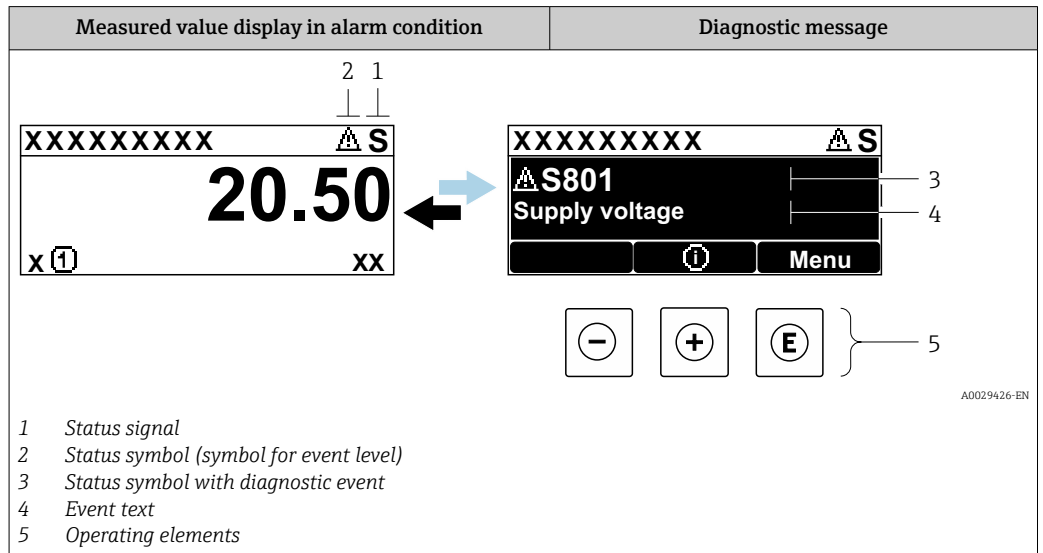 Measured value display in alarm condition
Diagnostic message
2 1
XXXXXXXXX ⚠ S
20.50
x ① xx
XXXXXXXXX ⚠ S
⚠S801
Supply voltage
ⓘ Menu
3
4
− + E
5
A0029426-EN
1 Status signal
2 Status symbol (symbol for event level)
3 Status symbol with diagnostic event
4 Event text
5 Operating elements